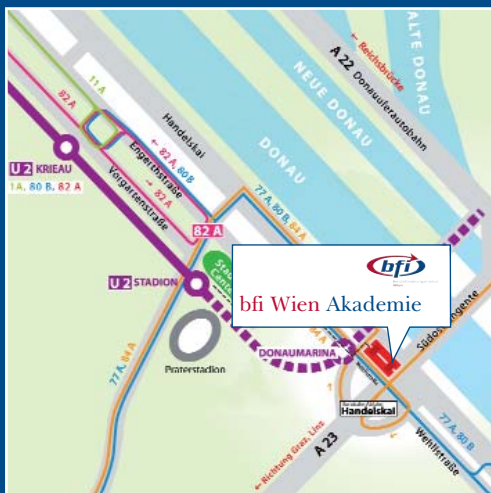 11 A
82 A
← Reichsbrücke
A 22 Donauuferautobahn
ALTE DONAU
NEUE DONAU
DONAU
Handelskai
← 82 A, 80 B
Engerthstraße
→ 82 A
Vorgartenstraße
U2 KRIEAU
1A, 80 B, 82 A
82 A
77 A, 80 B, 84 A
U2 STADION
bfi
bfi Wien Akademie
84 A
DONAUMARINA
Praterstadion
77 A, 84 A
Handelskai
A 23
← Richtung Graz, Linz
77 A, 80 B
Wehlistraße